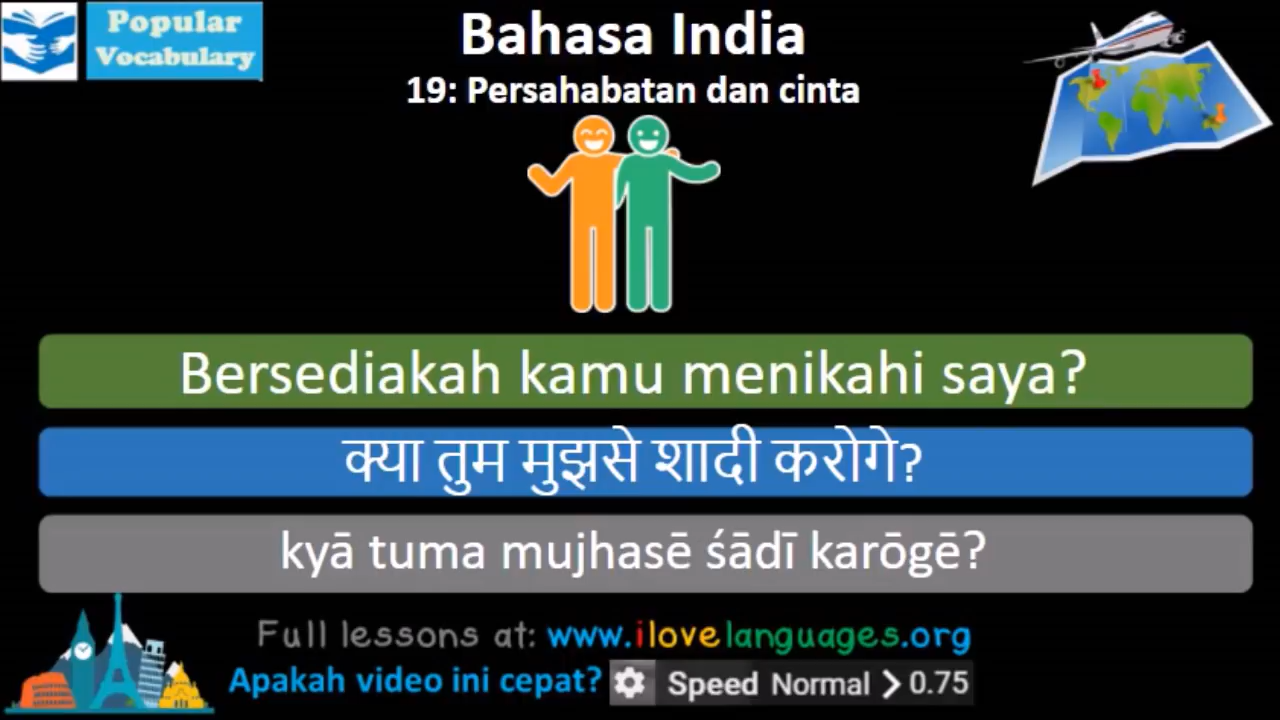 Popular
Vocabulary
Bahasa India
19: Persahabatan dan cinta
Bersediakah kamu menikahi saya?
क्या तुम मुझसे शादी करोगे?
kyā tuma mujhasē śādī karōgē?
Full lessons at: www.ilovelanguages.org
Apakah video ini cepat? Speed Normal > 0.75